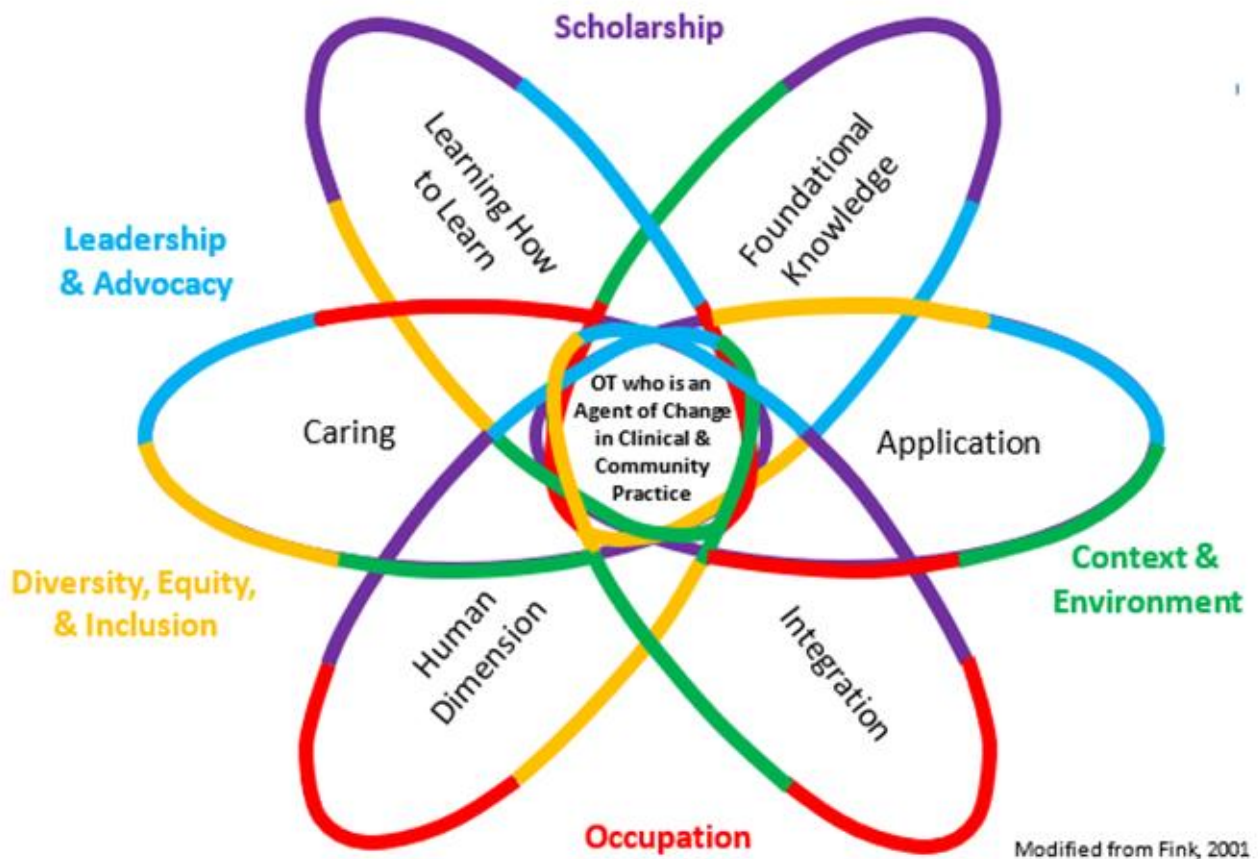 Scholarship
Learning How
to Learn
Foundational
Knowledge
Leadership
& Advocacy
Caring
OT who is an
Agent of Change
in Clinical &
Community
Practice
Application
Diversity, Equity,
& Inclusion
Context &
Environment
Human
Dimension
Integration
Occupation
Modified from Fink, 2001